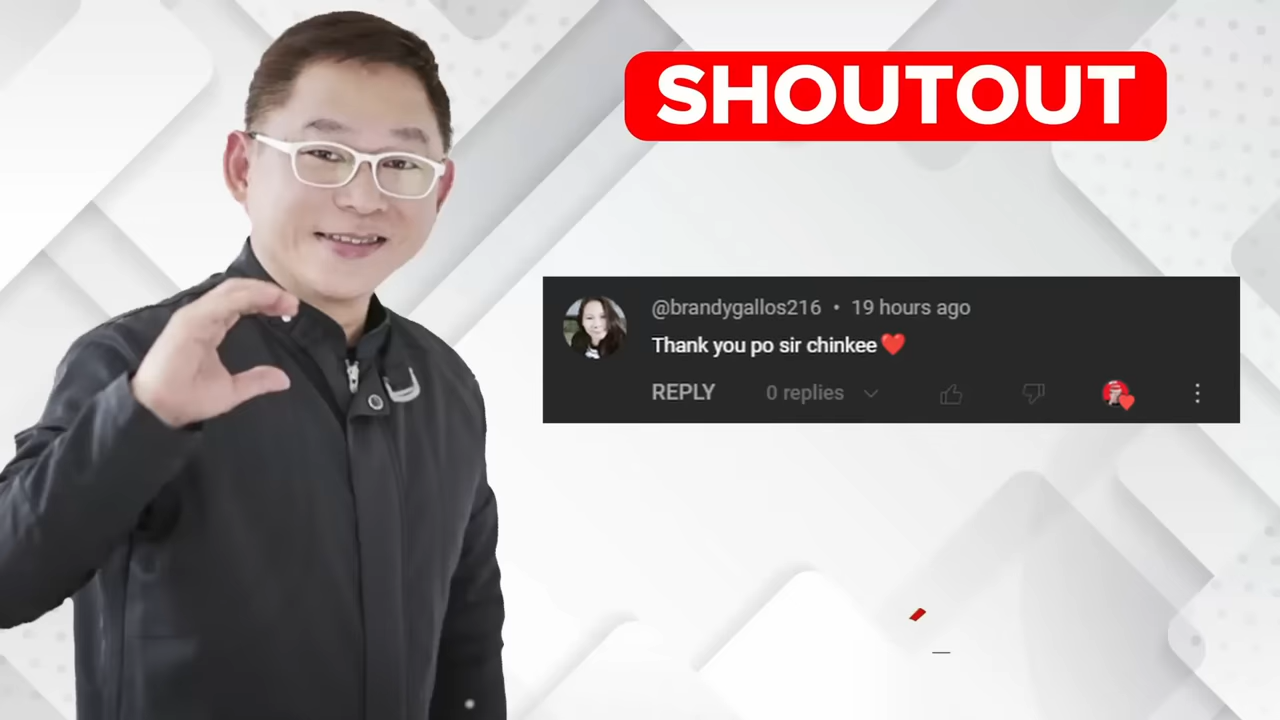 SHOUTOUT
@brandygallos216 • 19 hours ago
Thank you po sir chinkee❤️
REPLY 0 replies